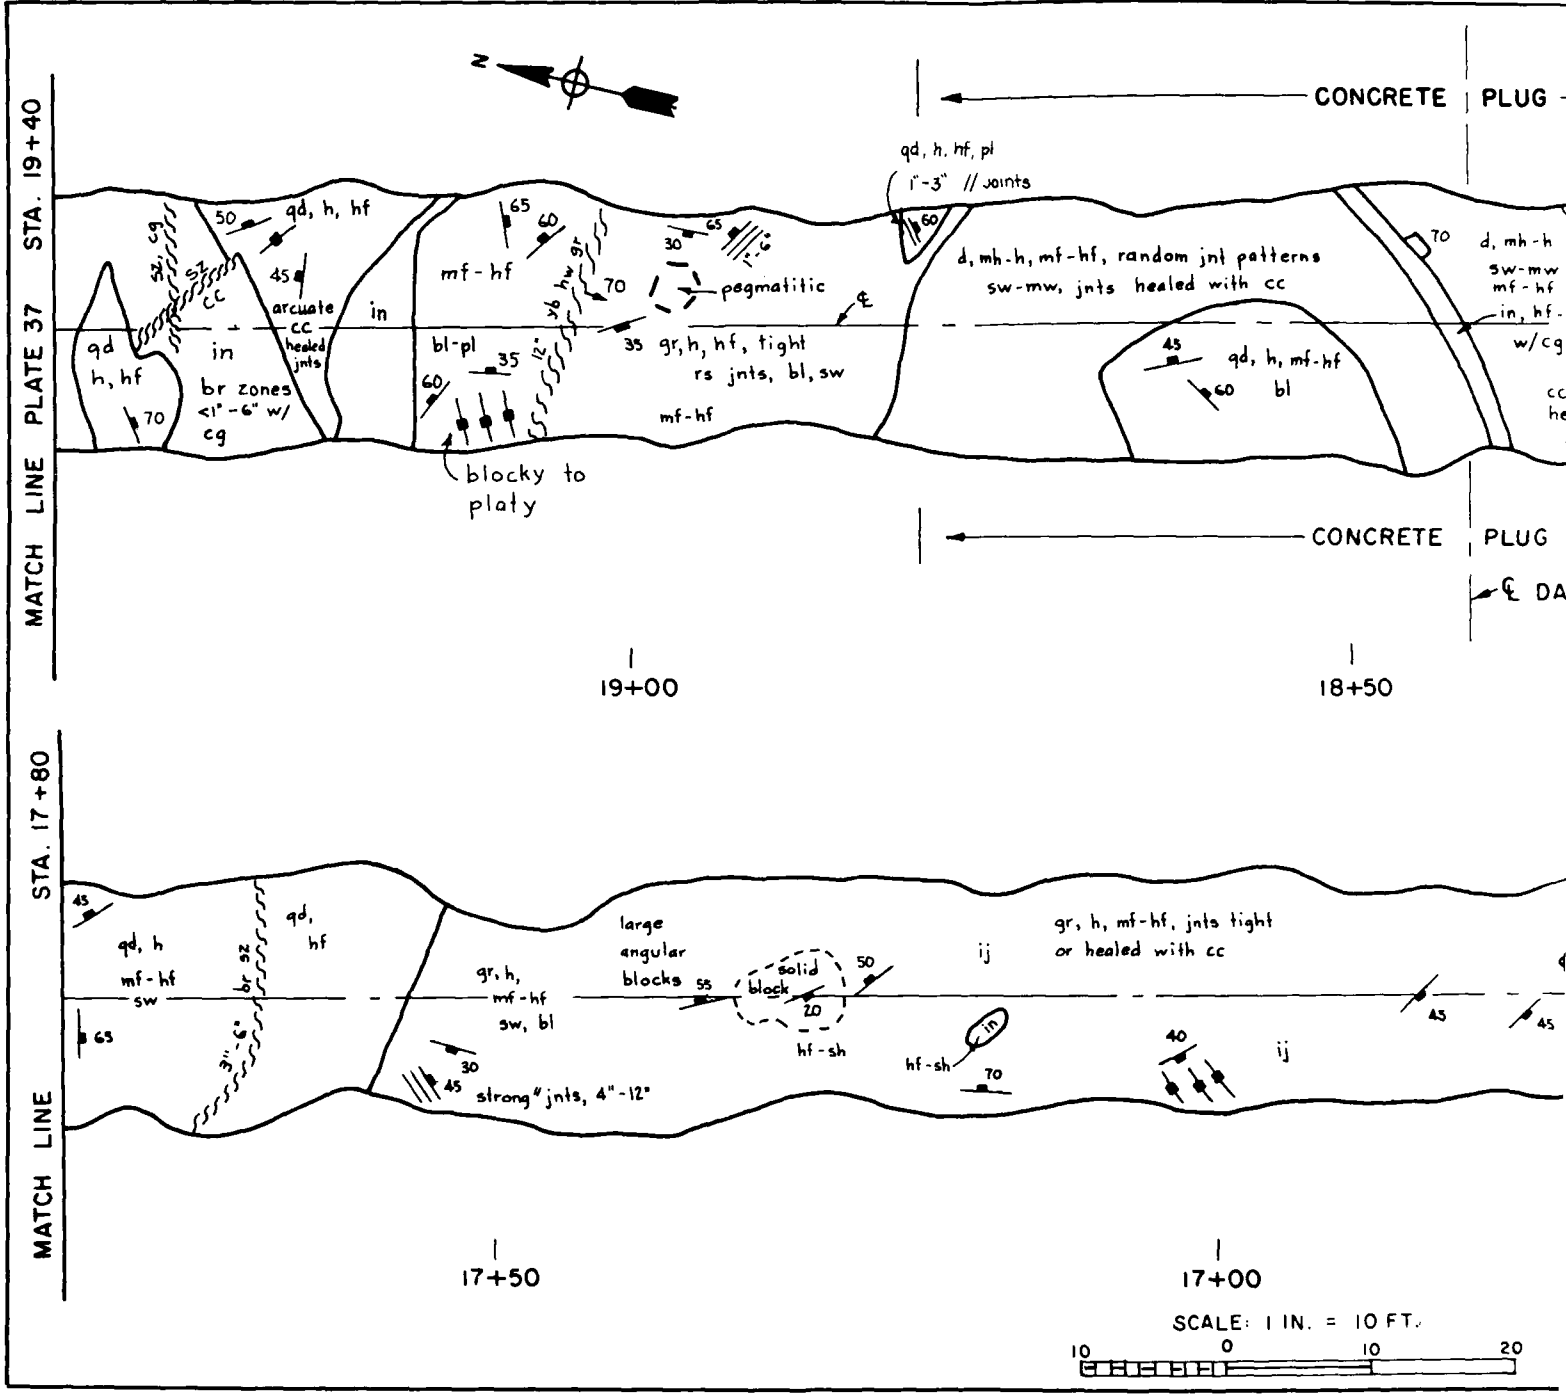 N
CONCRETE PLUG
STA. 19+40
MATCH LINE PLATE 37
qd, h, hf, pl
1"-3" // joints
60
sz, cg
50
qd, h, hf
sz
cc
45
arcuate
cc
healed
jnts
in
qd
h, hf
70
in
br zones
<1"-6" w/
cg
65
60
mf-hf
yb hw gr
12"
70
30
65
1"-6"
pegmatitic
℄
bl-pl
35
60
35
gr, h, hf, tight
rs jnts, bl, sw
mf-hf
blocky to
platy
d, mh-h, mf-hf, random jnt patterns
sw-mw, jnts healed with cc
45
qd, h, mf-hf
bl
60
70
d, mh-h
sw-mw
mf-hf
in, hf-
w/cg
cc
he
CONCRETE PLUG
℄ DA
19+00
18+50
STA. 17+80
MATCH LINE
45
qd, h
mf-hf
sw
65
br sz
3"-6"
qd,
hf
gr, h,
mf-hf
sw, bl
30
45
strong "jnts, 4"-12"
large
angular
blocks
55
solid
block
20
50
hf-sh
ij
gr, h, mf-hf, jnts tight
or healed with cc
in
hf-sh
70
40
ij
45
45
17+50
17+00
SCALE: 1 IN. = 10 FT.
10 0 10 20